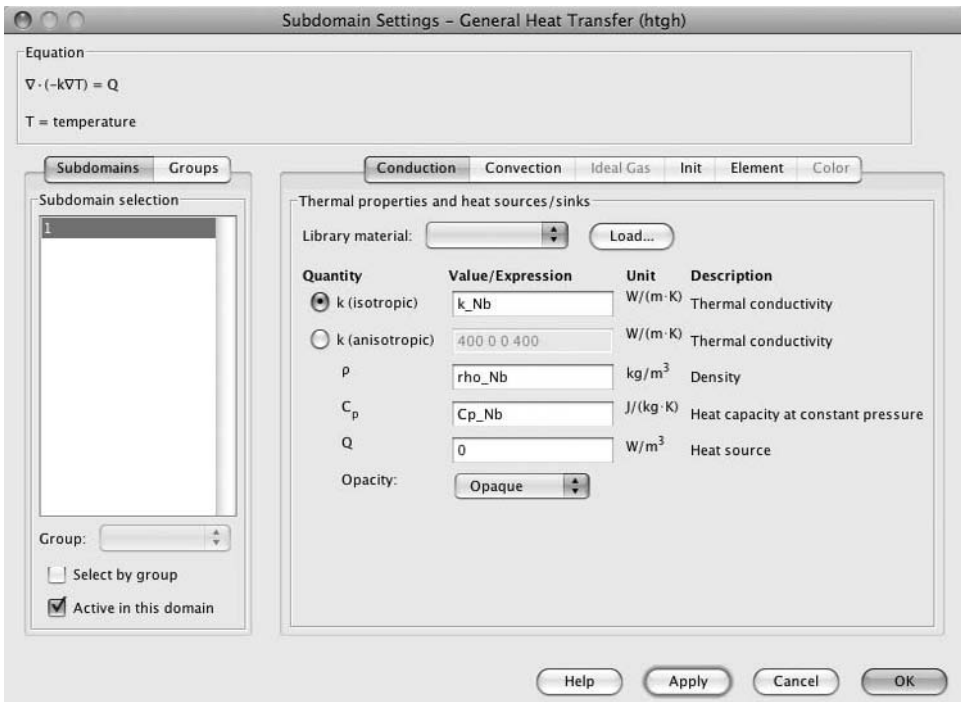 Subdomain Settings – General Heat Transfer (htgh)
Equation
∇·(-k∇T) = Q
T = temperature
Subdomains Groups
Subdomain selection
1
Group:
Select by group
Active in this domain
Conduction Convection Ideal Gas Init Element Color
Thermal properties and heat sources/sinks
Library material: Load...
Quantity Value/Expression Unit Description
k (isotropic) k_Nb W/(m·K) Thermal conductivity
k (anisotropic) 400 0 0 400 W/(m·K) Thermal conductivity
ρ rho_Nb kg/m³ Density
Cₚ Cp_Nb J/(kg·K) Heat capacity at constant pressure
Q 0 W/m³ Heat source
Opacity: Opaque
Help Apply Cancel OK